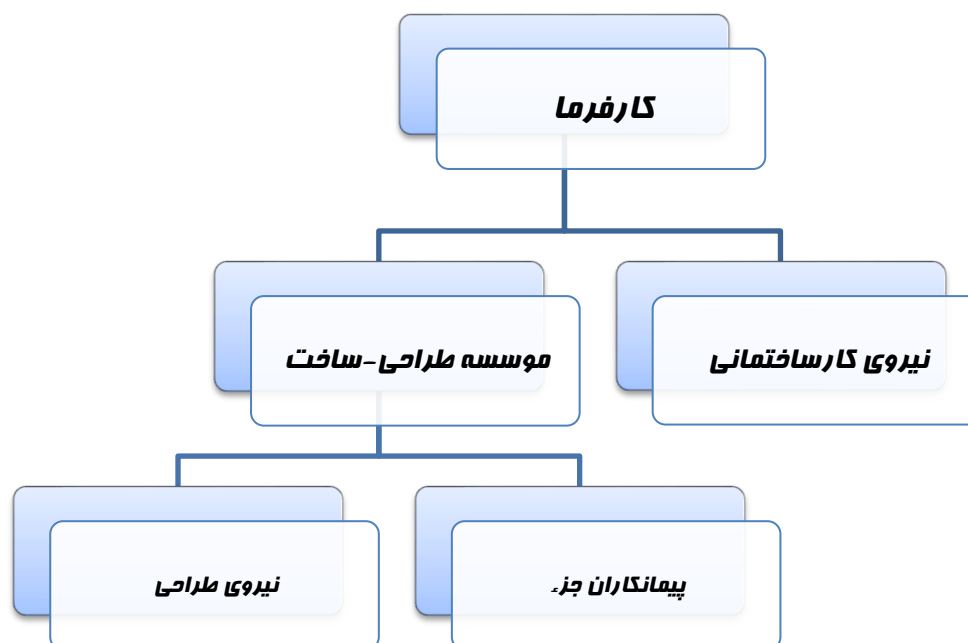 کارفرما
نیروی کارساختمانی
موسسه طراحی-ساخت
پیمانکاران جزء
نیروی طراحی